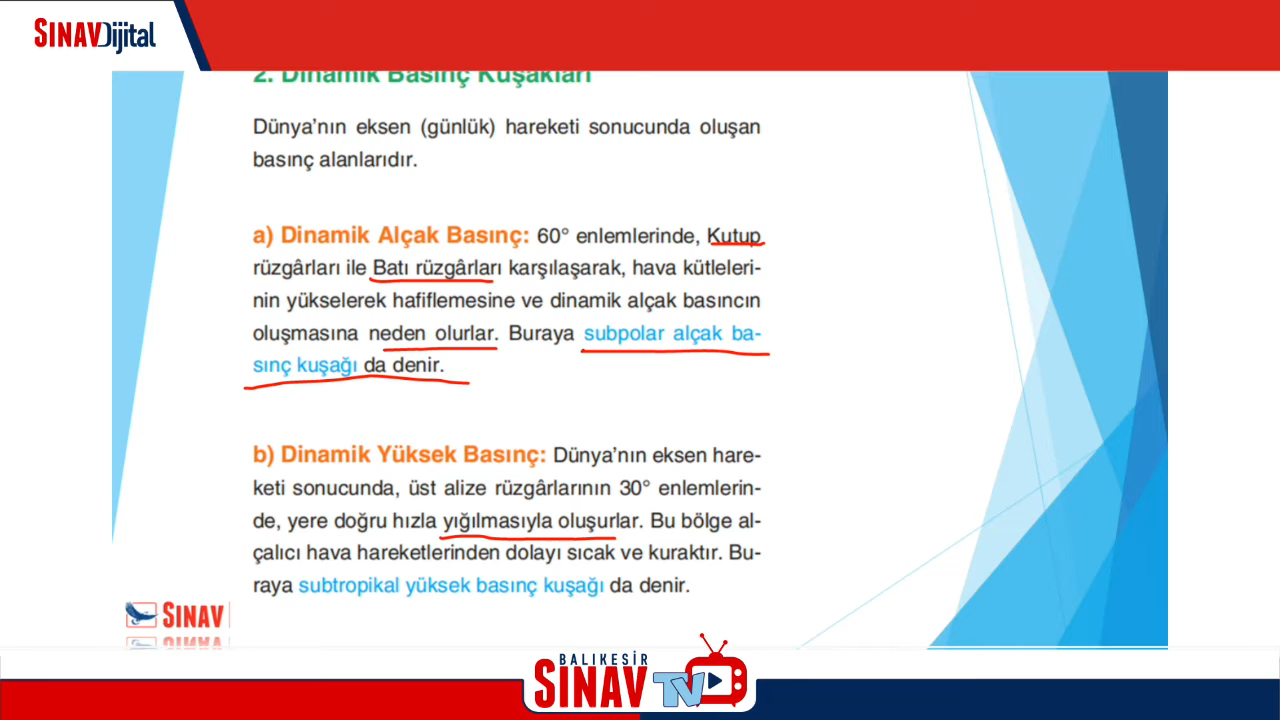 SINAVDijital
2. Dinamik Basınç Kuşakları
Dünya’nın eksen (günlük) hareketi sonucunda oluşan
basınç alanlarıdır.
a) Dinamik Alçak Basınç: 60° enlemlerinde, Kutup
rüzgârları ile Batı rüzgârları karşılaşarak, hava kütleleri-
nin yükselerek hafiflemesine ve dinamik alçak basıncın
oluşmasına neden olurlar. Buraya subpolar alçak ba-
sınç kuşağı da denir.
b) Dinamik Yüksek Basınç: Dünya’nın eksen hare-
keti sonucunda, üst alize rüzgârlarının 30° enlemlerin-
de, yere doğru hızla yığılmasıyla oluşurlar. Bu bölge al-
çalıcı hava hareketlerinden dolayı sıcak ve kuraktır. Bu-
raya subtropikal yüksek basınç kuşağı da denir.
SINAV
BALIKESİR
SINAV TV